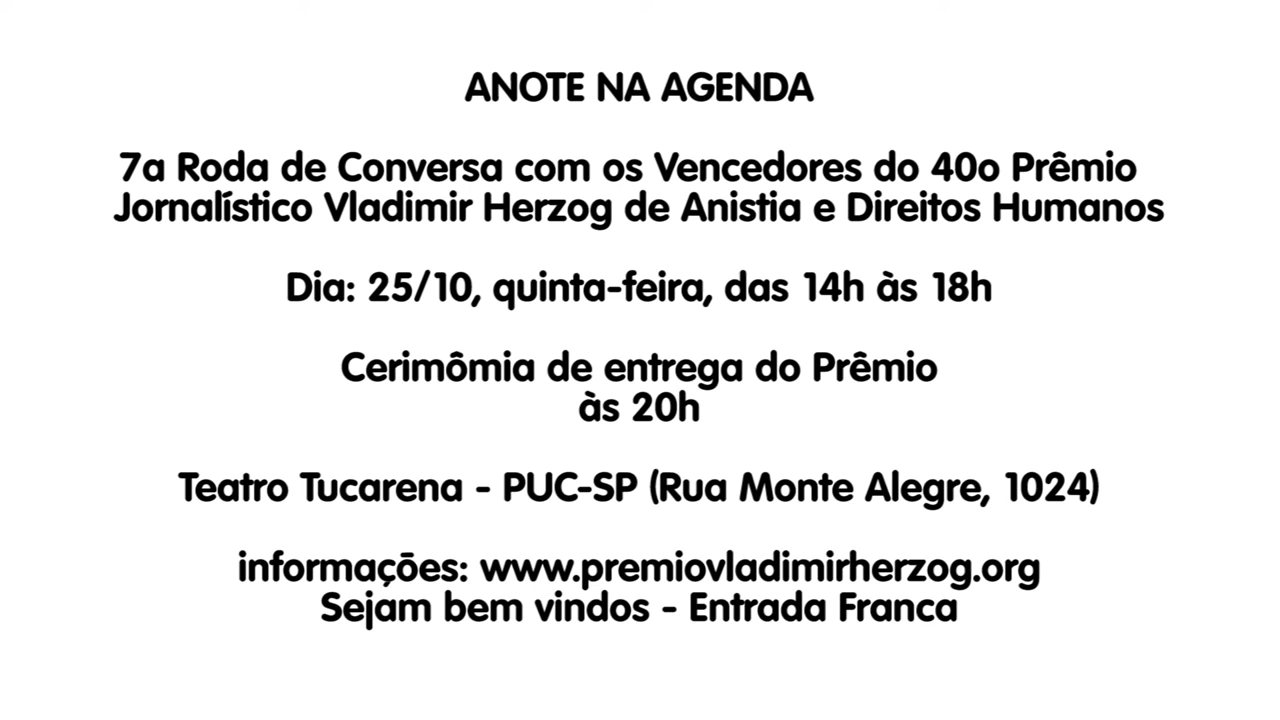 ANOTE NA AGENDA
7a Roda de Conversa com os Vencedores do 40o Prêmio
Jornalístico Vladimir Herzog de Anistia e Direitos Humanos
Dia: 25/10, quinta-feira, das 14h às 18h
Cerimômia de entrega do Prêmio
às 20h
Teatro Tucarena - PUC-SP (Rua Monte Alegre, 1024)
informações: www.premiovladimirherzog.org
Sejam bem vindos - Entrada Franca